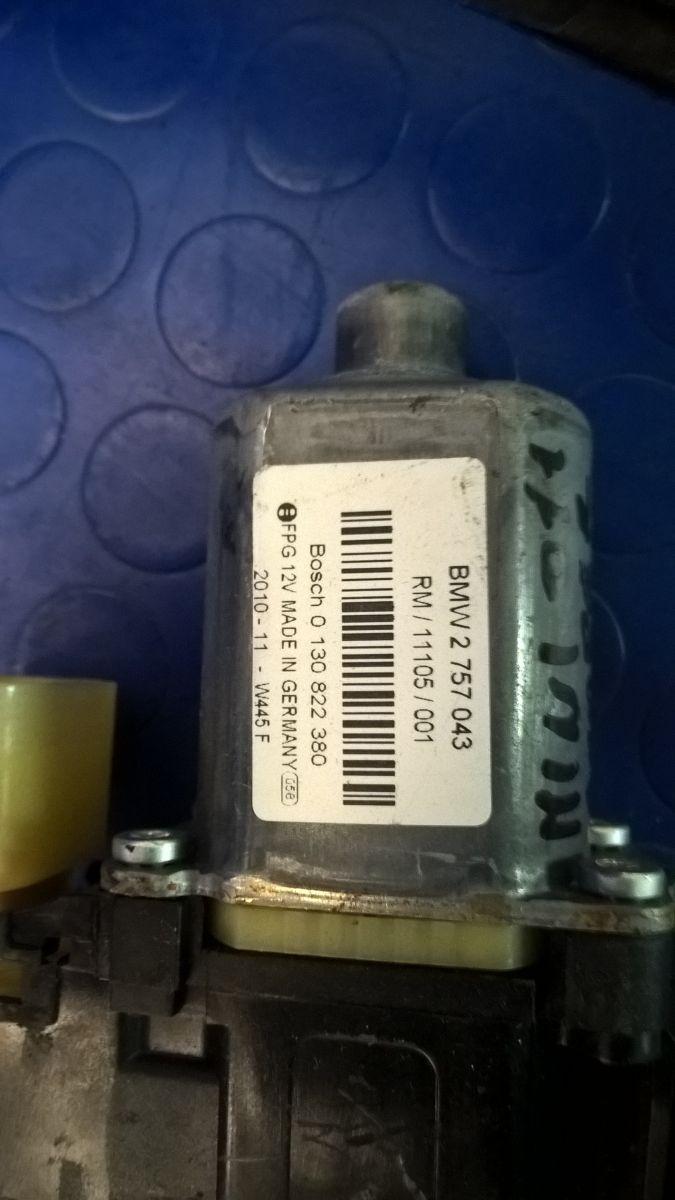 BMW 2 757 043
RM / 11105 / 001
Bosch 0 130 822 380
FPG 12V MADE IN GERMANY 058
2010 - 11 - W445 F